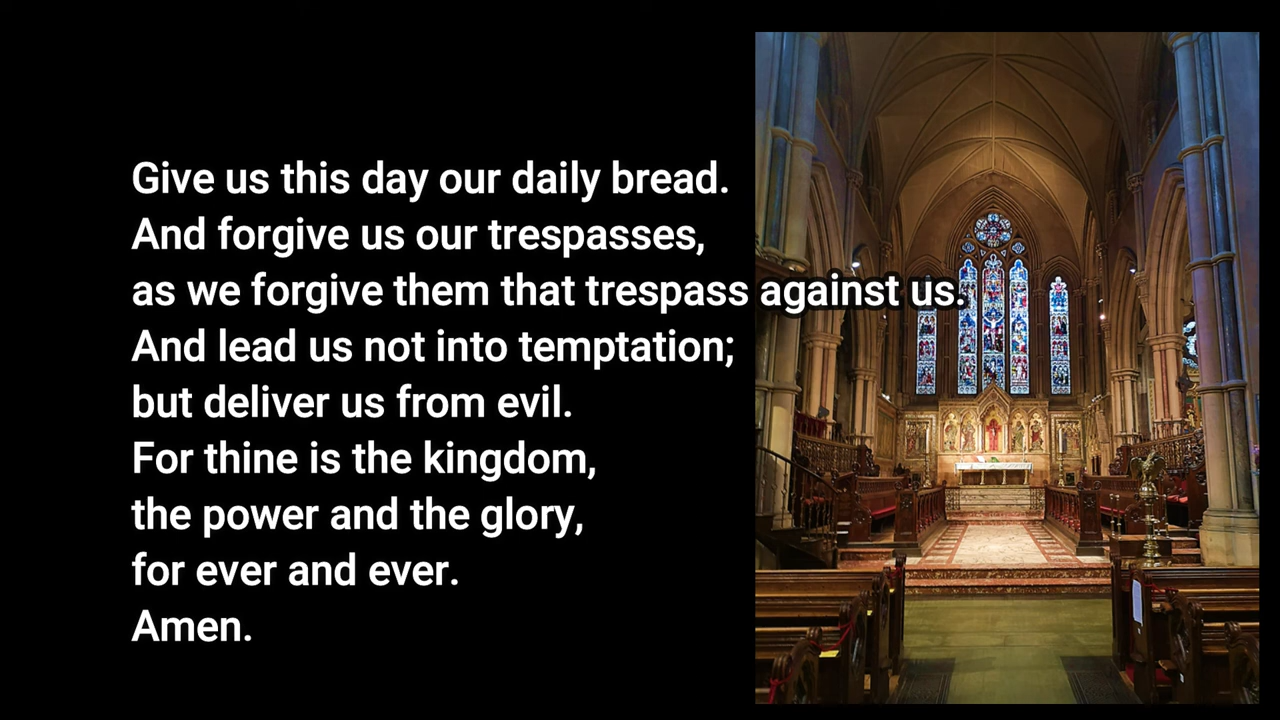 Give us this day our daily bread.
And forgive us our trespasses,
as we forgive them that trespass against us.
And lead us not into temptation;
but deliver us from evil.
For thine is the kingdom,
the power and the glory,
for ever and ever.
Amen.